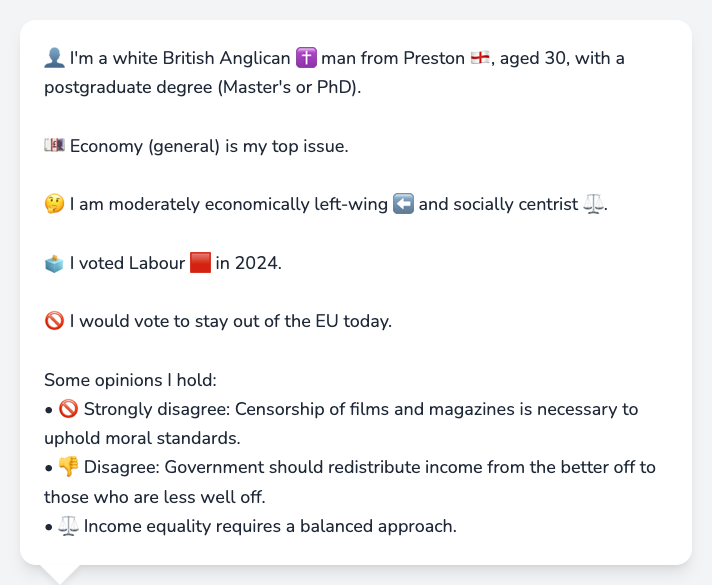 👤 I'm a white British Anglican ✝️ man from Preston 🏴󠁧󠁢󠁥󠁮󠁧󠁿, aged 30, with a
postgraduate degree (Master's or PhD).
💷 Economy (general) is my top issue.
🤔 I am moderately economically left-wing ⬅️ and socially centrist ⚖️.
🗳️ I voted Labour 🟥 in 2024.
🚫 I would vote to stay out of the EU today.
Some opinions I hold:
• 🚫 Strongly disagree: Censorship of films and magazines is necessary to
uphold moral standards.
• 👎 Disagree: Government should redistribute income from the better off to
those who are less well off.
• ⚖️ Income equality requires a balanced approach.